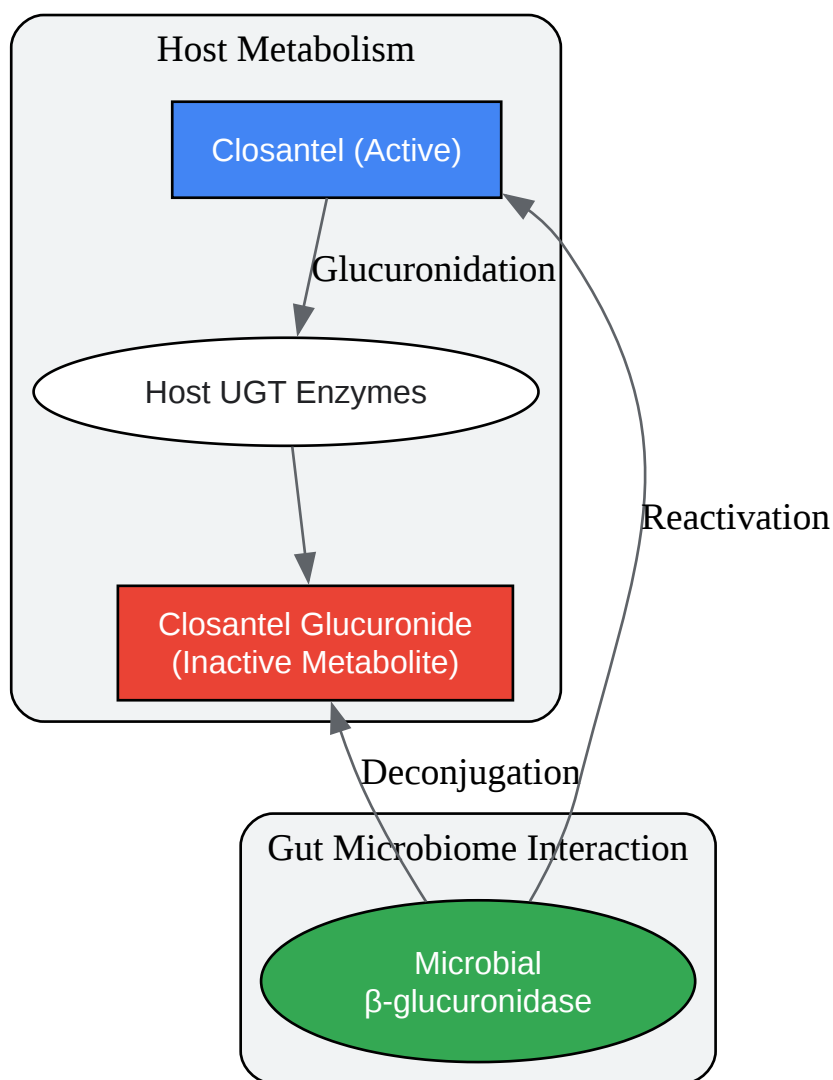 Host Metabolism
Closantel (Active)
Glucuronidation
Host UGT Enzymes
Reactivation
Closantel Glucuronide
(Inactive Metabolite)
Deconjugation
Gut Microbiome Interaction
Microbial
β-glucuronidase